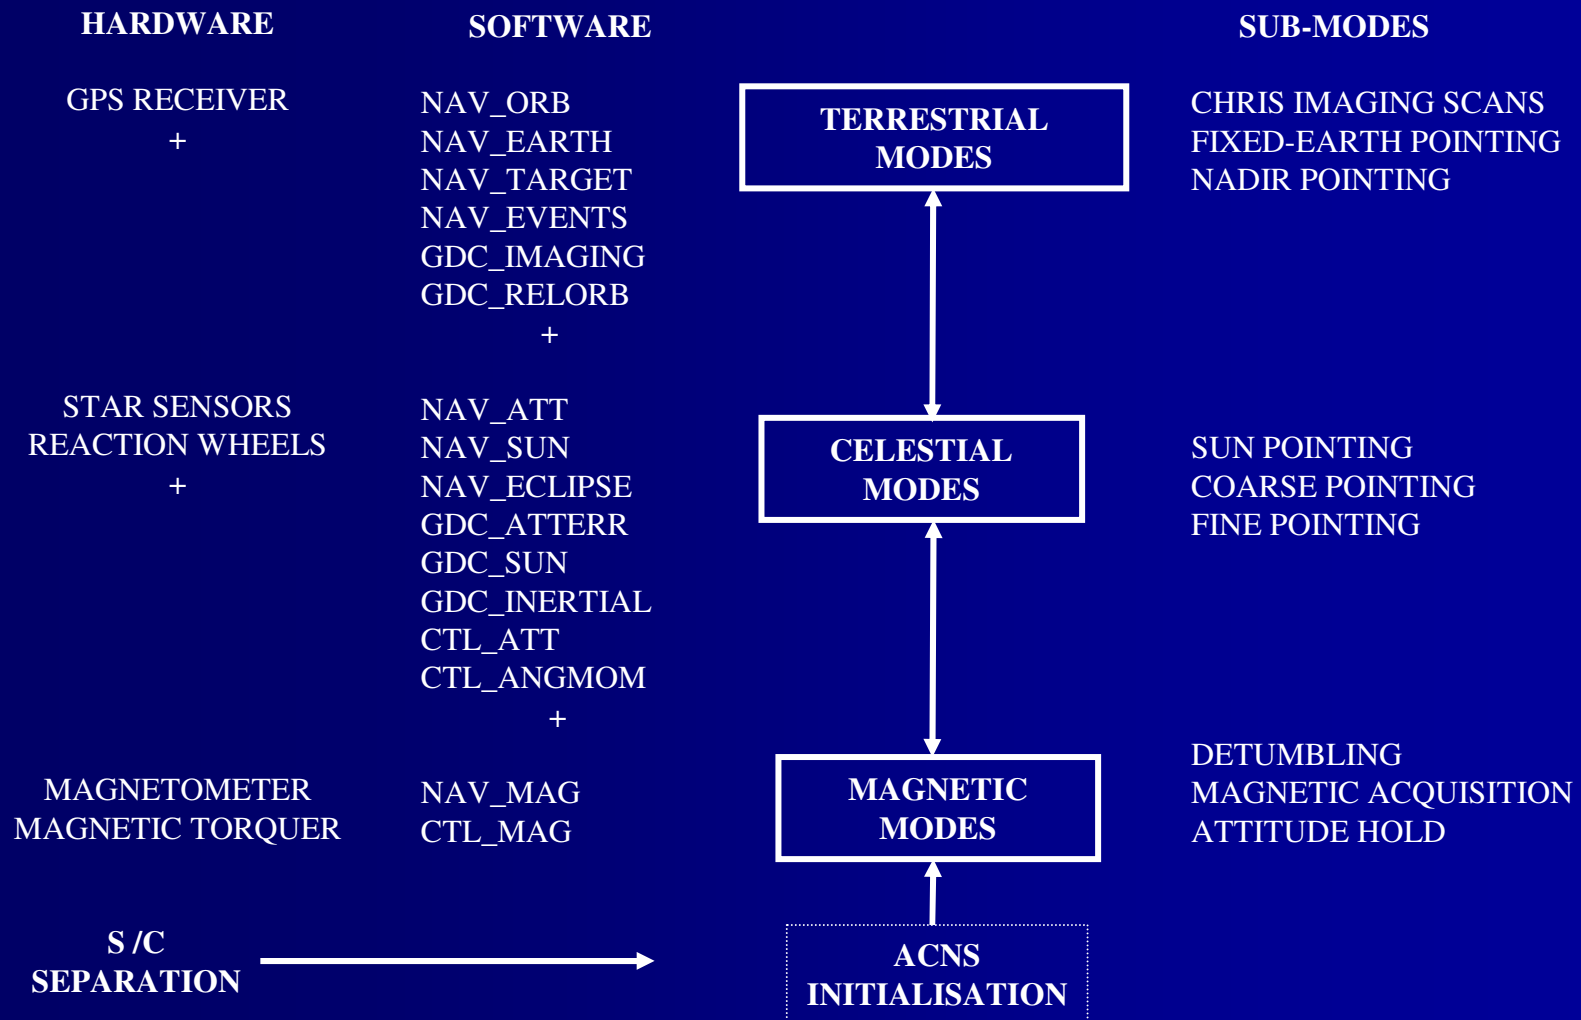 HARDWARE
SOFTWARE
SUB-MODES
GPS RECEIVER
+
NAV_ORB
NAV_EARTH
NAV_TARGET
NAV_EVENTS
GDC_IMAGING
GDC_RELORB
+
TERRESTRIAL
MODES
CHRIS IMAGING SCANS
FIXED-EARTH POINTING
NADIR POINTING
STAR SENSORS
REACTION WHEELS
+
NAV_ATT
NAV_SUN
NAV_ECLIPSE
GDC_ATTERR
GDC_SUN
GDC_INERTIAL
CTL_ATT
CTL_ANGMOM
+
CELESTIAL
MODES
SUN POINTING
COARSE POINTING
FINE POINTING
MAGNETOMETER
MAGNETIC TORQUER
NAV_MAG
CTL_MAG
MAGNETIC
MODES
DETUMBLING
MAGNETIC ACQUISITION
ATTITUDE HOLD
S /C
SEPARATION
ACNS
INITIALISATION